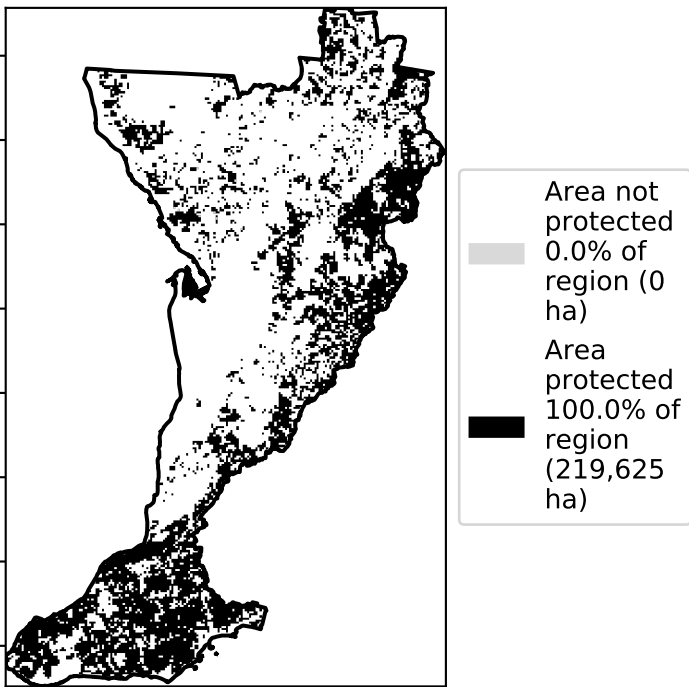 Area not
protected
0.0% of
region (0
ha)
Area
protected
100.0% of
region
(219,625
ha)